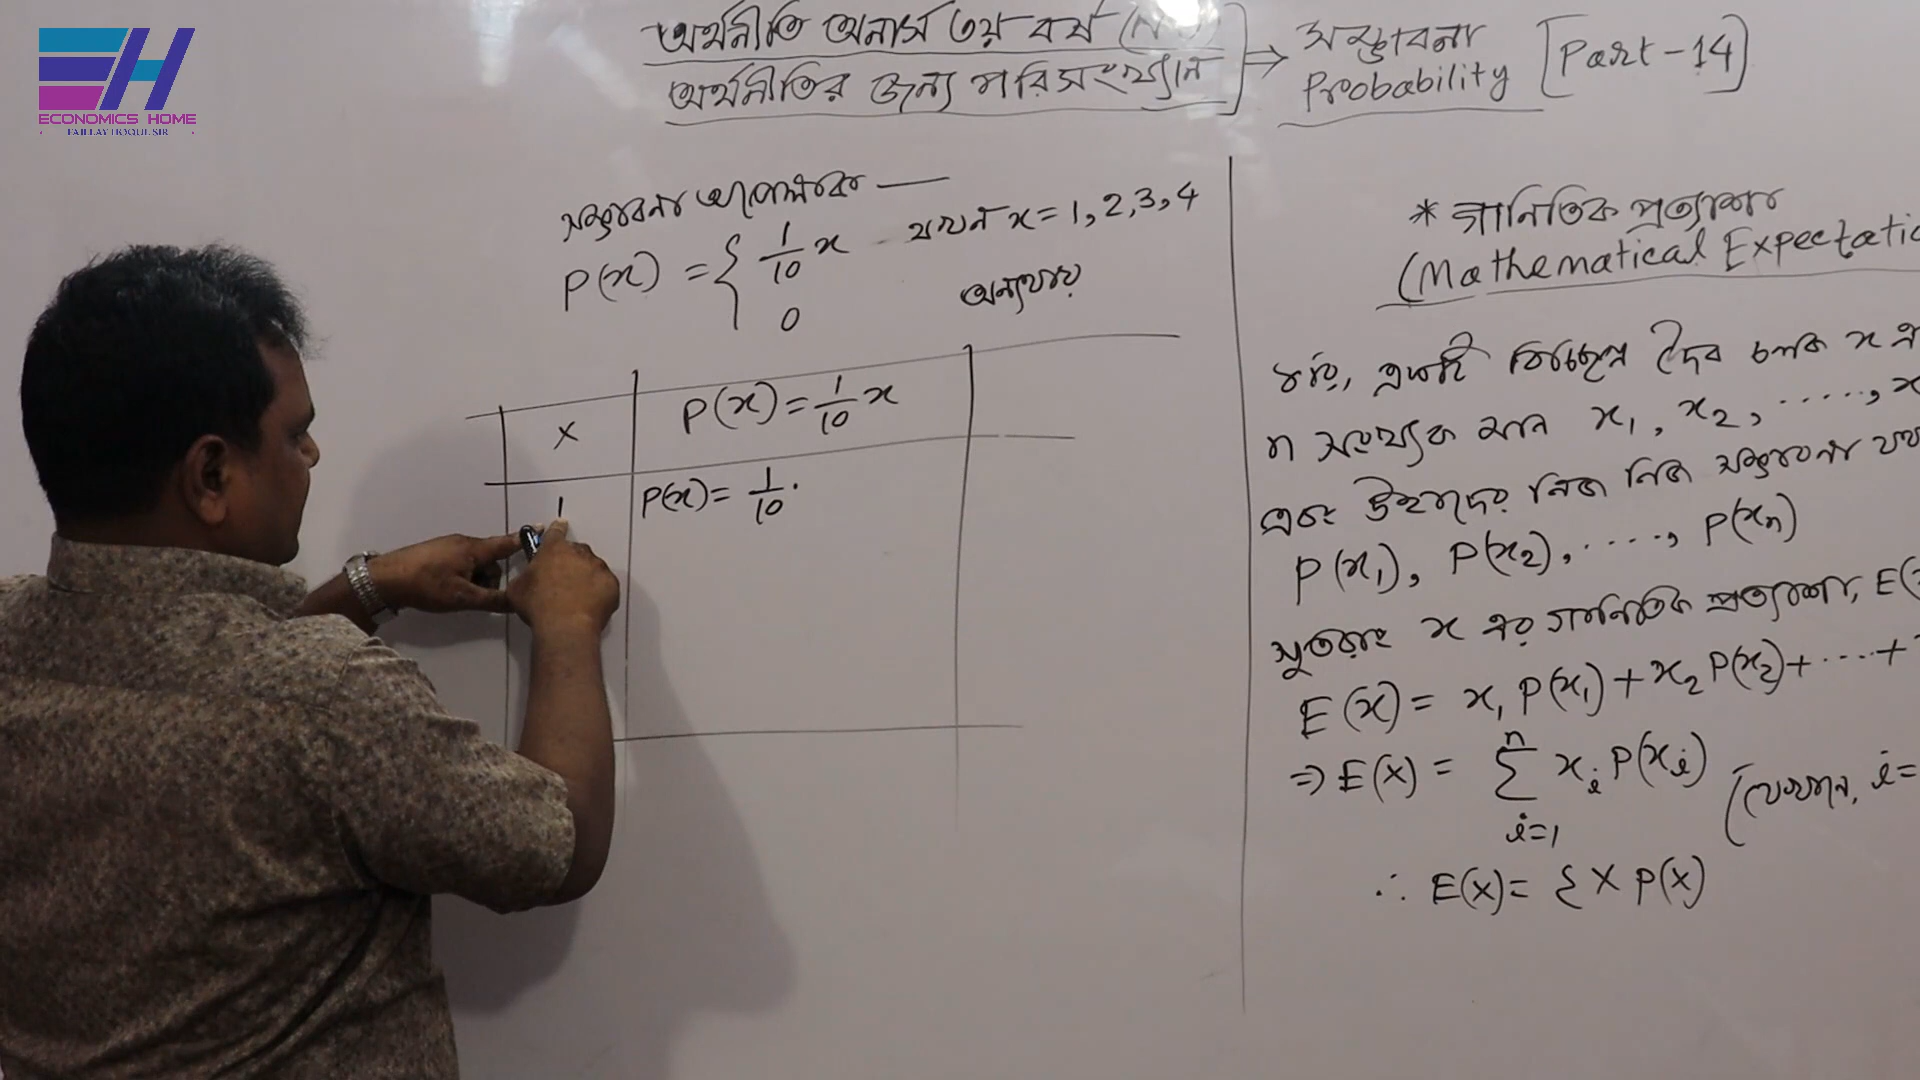 EH
ECONOMICS HOME
অর্থনীতি অনার্স ৩য় বর্ষ
অর্থনীতির জন্য পরিসংখ্যান
→ সম্ভাবনা
Probability
[Part-14]
সম্ভাবনা অপেক্ষক —
P(x) = { 1/10 x যখন x = 1, 2, 3, 4
0 অন্যথায়
X P(x) = 1/10 x
1 P(x) = 1/10 .
* গানিতিক প্রত্যাশা
(Mathematical Expectatio
ধরি, একটি বিচ্ছিন্ন দৈব চলক x এ
n সংখ্যক মান x₁, x₂, ....., x
এবং উহাদের নিজ নিজ সম্ভাবনা যথ
P(x₁), P(x₂), ....., P(xₙ)
সুতরাং x এর গানিতিক প্রত্যাশা, E(
E(x) = x₁ P(x₁) + x₂ P(x₂) + ....+
⇒ E(x) = Σⁿᵢ₌₁ xᵢ P(xᵢ) (যেখানে, i =
∴ E(x) = Σ X P(X)